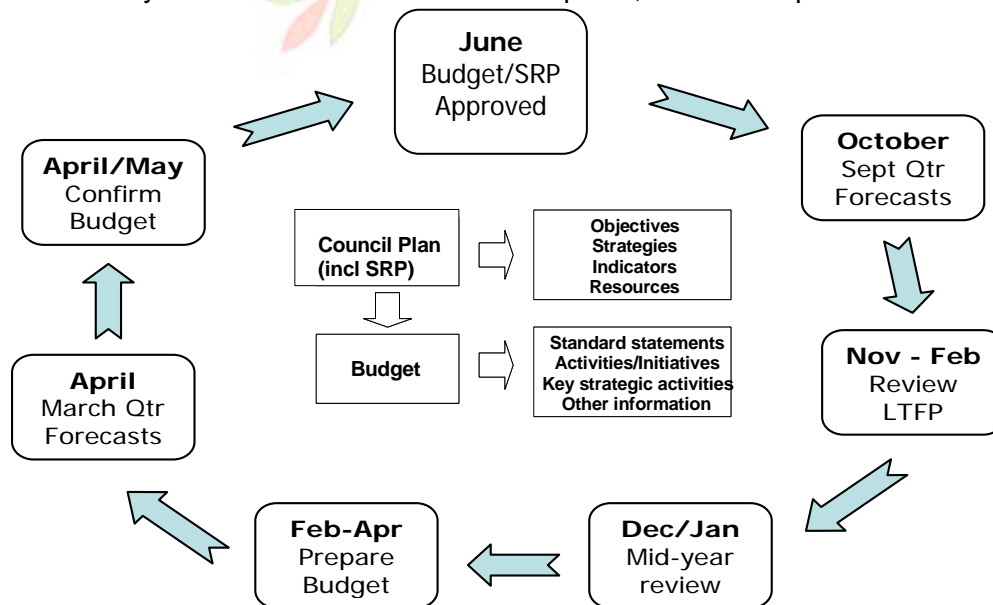 June
Budget/SRP
Approved
October
Sept Qtr
Forecasts
Nov - Feb
Review
LTFP
Dec/Jan
Mid-year
review
Feb-Apr
Prepare
Budget
April
March Qtr
Forecasts
April/May
Confirm
Budget
Council Plan
(incl SRP)
Objectives
Strategies
Indicators
Resources
Budget
Standard statements
Activities/Initiatives
Key strategic activities
Other information